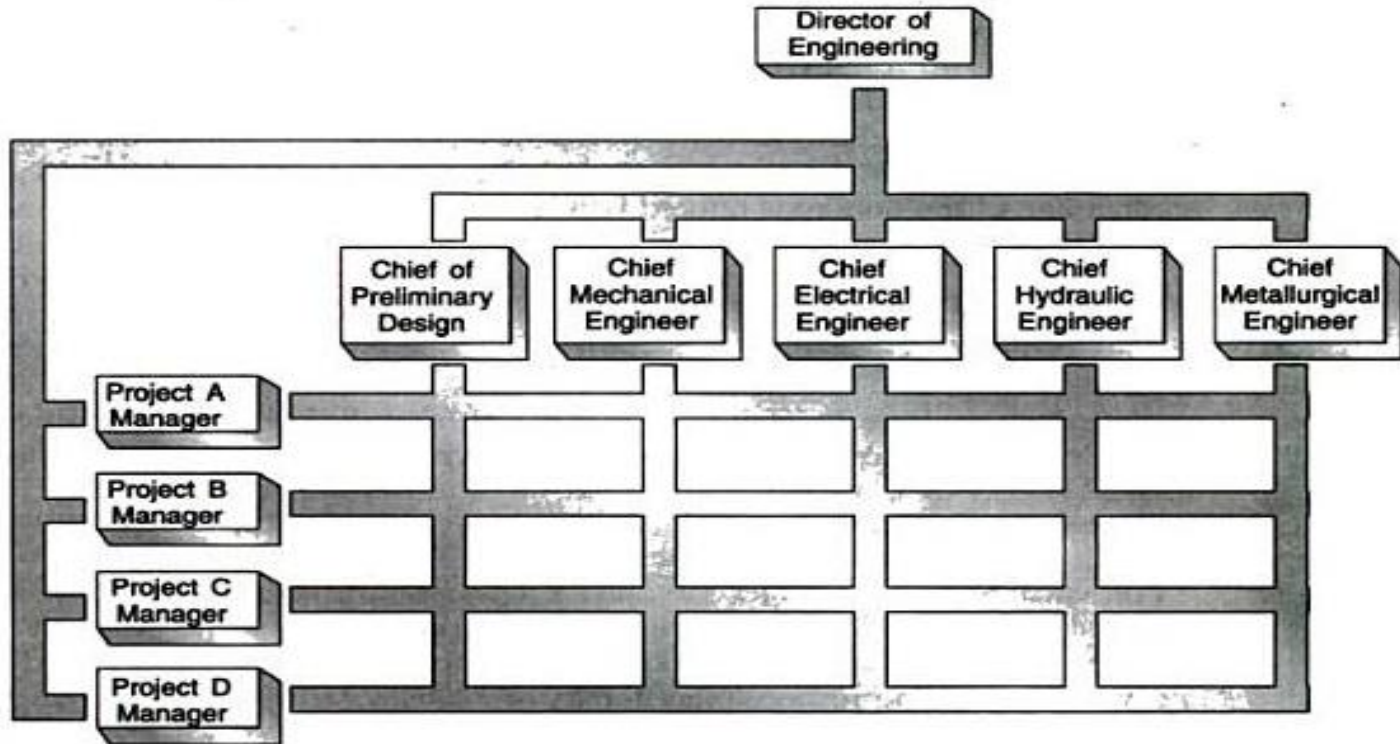 Director of
Engineering
Chief of
Preliminary
Design
Chief
Mechanical
Engineer
Chief
Electrical
Engineer
Chief
Hydraulic
Engineer
Chief
Metallurgical
Engineer
Project A
Manager
Project B
Manager
Project C
Manager
Project D
Manager